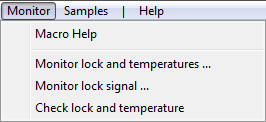 Monitor Samples | Help
Macro Help
Monitor lock and temperatures ...
Monitor lock signal ...
Check lock and temperature